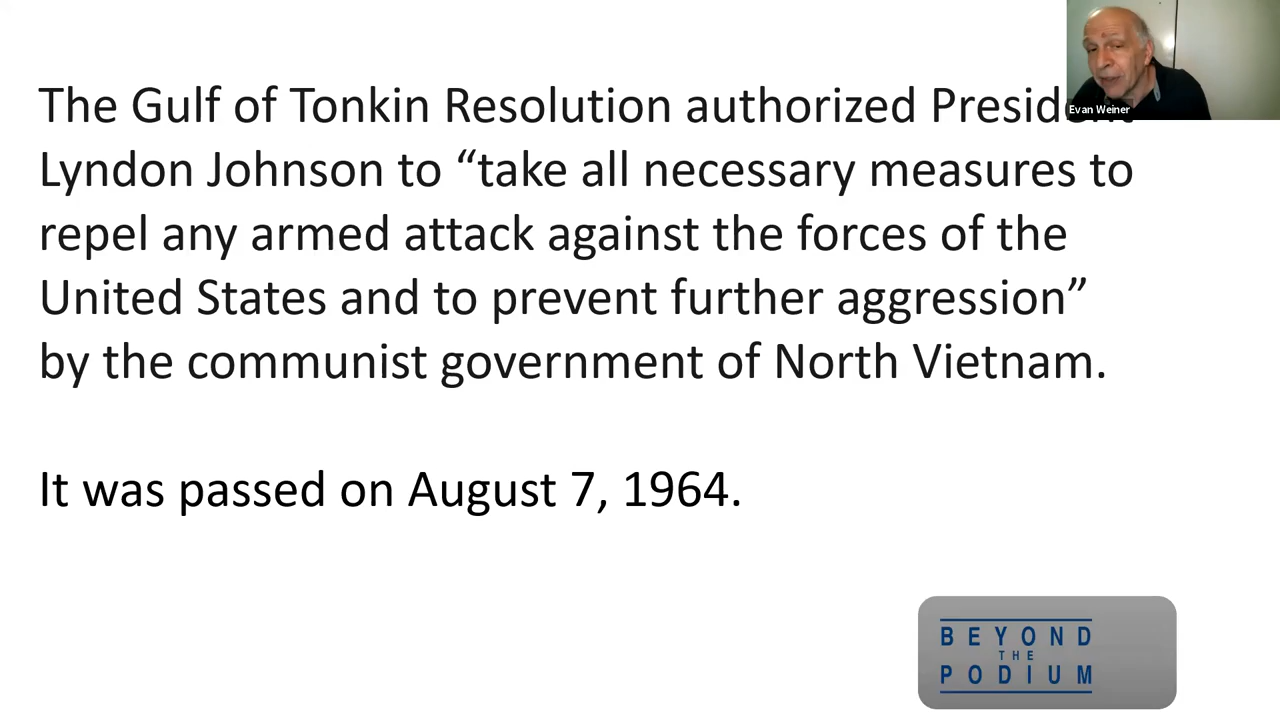 The Gulf of Tonkin Resolution authorized President
Lyndon Johnson to “take all necessary measures to
repel any armed attack against the forces of the
United States and to prevent further aggression”
by the communist government of North Vietnam.
It was passed on August 7, 1964.
Evan Weiner
BEYOND
THE
PODIUM